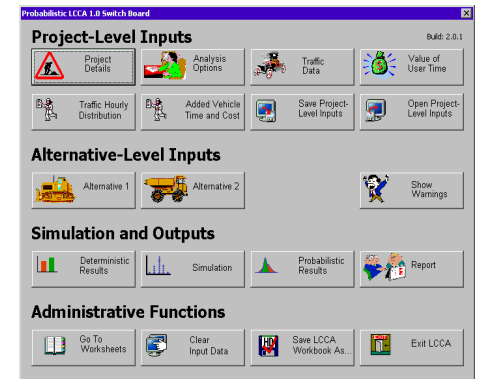 Probabilistic LCCA 1.0 Switch Board
Project-Level Inputs
Build: 2.0.1
Project
Details
Analysis
Options
Traffic
Data
Value of
User Time
Traffic Hourly
Distribution
Added Vehicle
Time and Cost
Save Project-
Level Inputs
Open Project-
Level Inputs
Alternative-Level Inputs
Alternative 1
Alternative 2
Show
Warnings
Simulation and Outputs
Deterministic
Results
Simulation
Probabilistic
Results
Report
Administrative Functions
Go To
Worksheets
Clear
Input Data
Save LCCA
Workbook As...
Exit LCCA